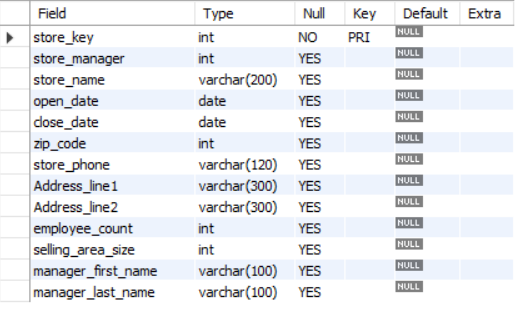 Field Type Null Key Default Extra
store_key int NO PRI NULL
store_manager int YES NULL
store_name varchar(200) YES NULL
open_date date YES NULL
close_date date YES NULL
zip_code int YES NULL
store_phone varchar(120) YES NULL
Address_line1 varchar(300) YES NULL
Address_line2 varchar(300) YES NULL
employee_count int YES NULL
selling_area_size int YES NULL
manager_first_name varchar(100) YES NULL
manager_last_name varchar(100) YES NULL